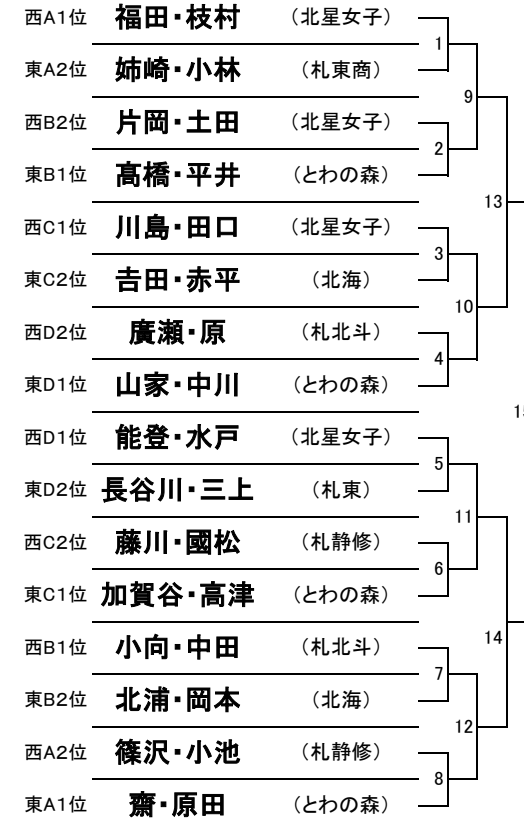 西A1位 福田・枝村 (北星女子)
1
東A2位 姉崎・小林 (札東商)
9
西B2位 片岡・土田 (北星女子)
2
東B1位 髙橋・平井 (とわの森)
13
西C1位 川島・田口 (北星女子)
3
東C2位 𠮷田・赤平 (北海)
10
西D2位 廣瀬・原 (札北斗)
4
東D1位 山家・中川 (とわの森)
15
西D1位 能登・水戸 (北星女子)
5
東D2位 長谷川・三上 (札東)
11
西C2位 藤川・國松 (札静修)
6
東C1位 加賀谷・高津 (とわの森)
14
西B1位 小向・中田 (札北斗)
7
東B2位 北浦・岡本 (北海)
12
西A2位 篠沢・小池 (札静修)
8
東A1位 齋・原田 (とわの森)